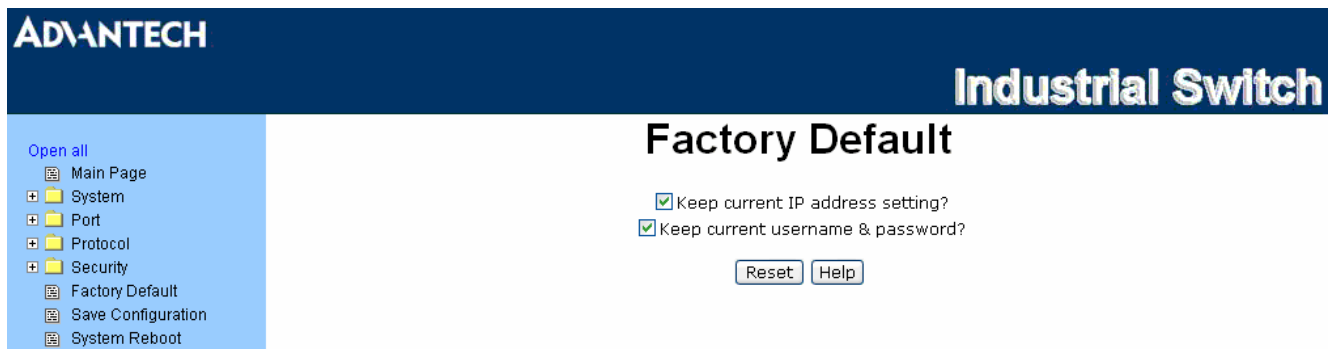 ADVANTECH
Industrial Switch
Open all
Main Page
System
Port
Protocol
Security
Factory Default
Save Configuration
System Reboot
Factory Default
Keep current IP address setting?
Keep current username & password?
Reset Help